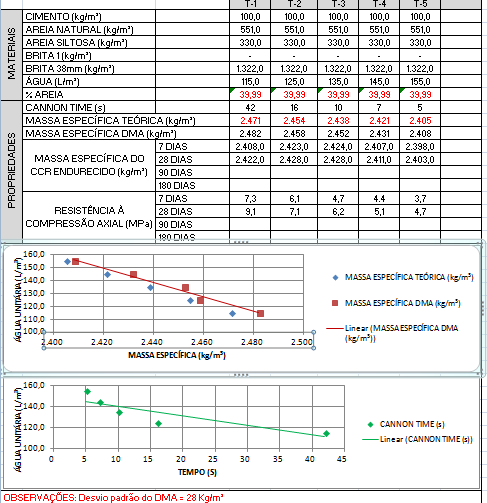 T-1 T-2 T-3 T-4 T-5
MATERIAIS
CIMENTO (kg/m³) 100,0 100,0 100,0 100,0 100,0
AREIA NATURAL (kg/m³) 551,0 551,0 551,0 551,0 551,0
AREIA SILTOSA (kg/m³) 330,0 330,0 330,0 330,0 330,0
BRITA 1 (kg/m³) - - - - -
BRITA 38mm (kg/m³) 1.322,0 1.322,0 1.322,0 1.322,0 1.322,0
ÁGUA (L/m³) 115,0 125,0 135,0 145,0 155,0
% AREIA 39,99 39,99 39,99 39,99 39,99
PROPRIEDADES
CANNON TIME (s) 42 16 10 7 5
MASSA ESPECÍFICA TEÓRICA (kg/m³) 2.471 2.454 2.438 2.421 2.405
MASSA ESPECÍFICA DMA (kg/m³) 2.482 2.458 2.452 2.431 2.408
MASSA ESPECÍFICA DO CCR ENDURECIDO (kg/m³)
7 DIAS 2.408,0 2.423,0 2.424,0 2.407,0 2.398,0
28 DIAS 2.422,0 2.428,0 2.428,0 2.411,0 2.403,0
90 DIAS
180 DIAS
RESISTÊNCIA À COMPRESSÃO AXIAL (MPa)
7 DIAS 7,3 6,1 4,7 4,4 3,7
28 DIAS 9,1 7,1 6,2 5,1 4,7
90 DIAS
180 DIAS
ÁGUA UNITÁRIA (L/m³)
160,0
150,0
140,0
130,0
120,0
110,0
100,0
2.400 2.420 2.440 2.460 2.480 2.500
MASSA ESPECÍFICA (kg/m³)
MASSA ESPECÍFICA TEÓRICA (kg/m³)
MASSA ESPECÍFICA DMA (kg/m³)
Linear (MASSA ESPECÍFICA DMA
(kg/m³))
ÁGUA UNITÁRIA (L/m³)
160,0
140,0
120,0
100,0
0 5 10 15 20 25 30 35 40 45
TEMPO (S)
CANNON TIME (s)
Linear (CANNON TIME (s))
OBSERVAÇÕES: Desvio padrão do DMA = 28 Kg/m³